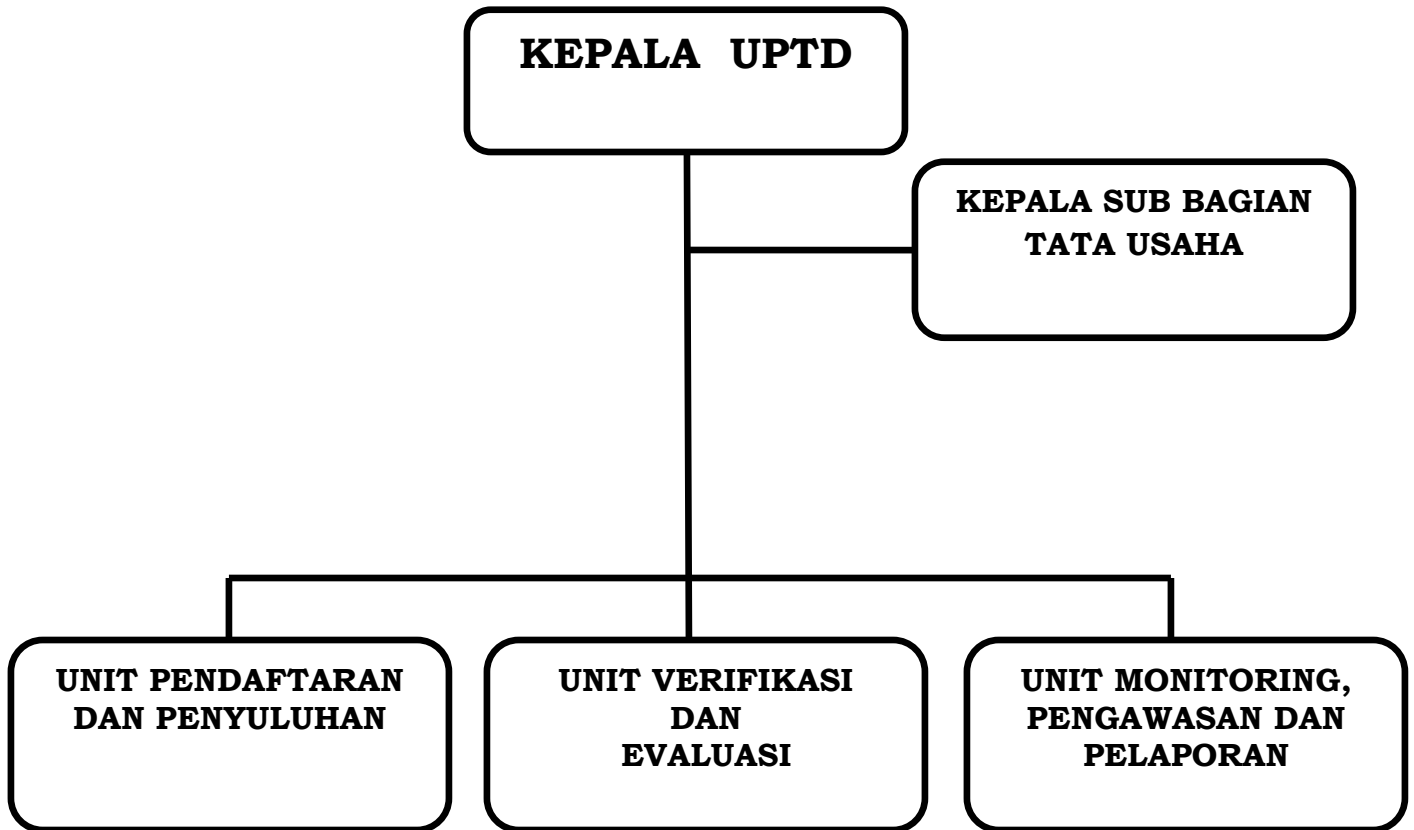 KEPALA UPTD
KEPALA SUB BAGIAN
TATA USAHA
UNIT PENDAFTARAN
DAN PENYULUHAN
UNIT VERIFIKASI
DAN
EVALUASI
UNIT MONITORING,
PENGAWASAN DAN
PELAPORAN